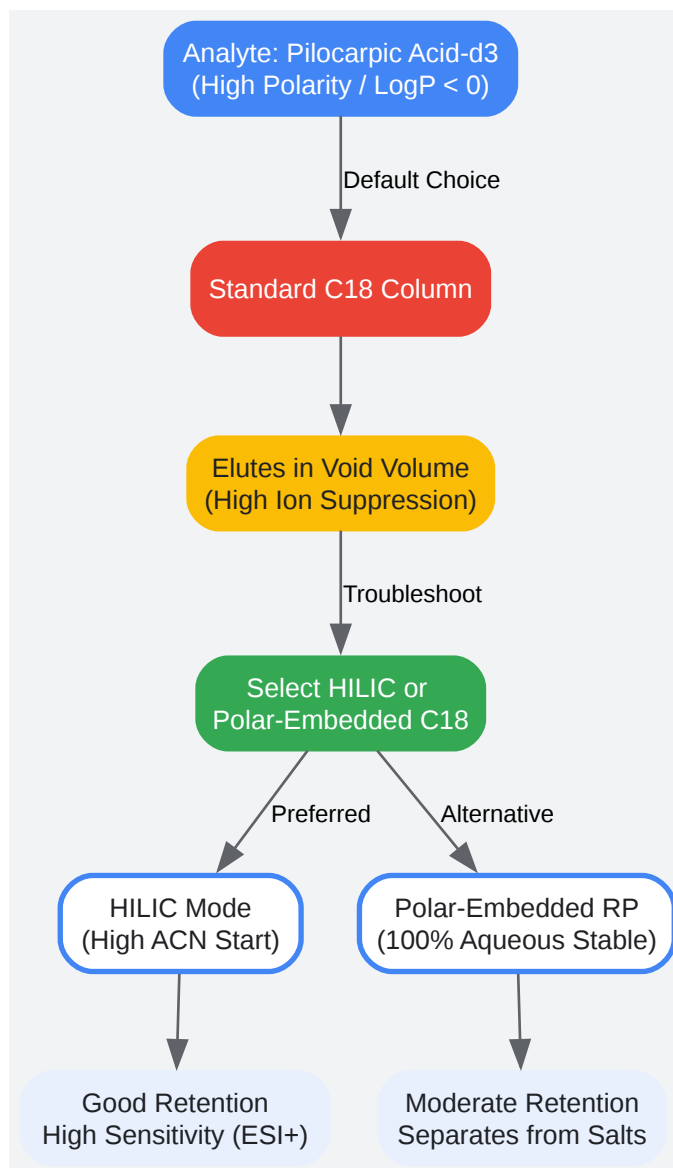 Analyte: Pilocarpic Acid-d3
(High Polarity / LogP < 0)
Default Choice
Standard C18 Column
Elutes in Void Volume
(High Ion Suppression)
Troubleshoot
Select HILIC or
Polar-Embedded C18
Preferred
Alternative
HILIC Mode
(High ACN Start)
Polar-Embedded RP
(100% Aqueous Stable)
Good Retention
High Sensitivity (ESI+)
Moderate Retention
Separates from Salts